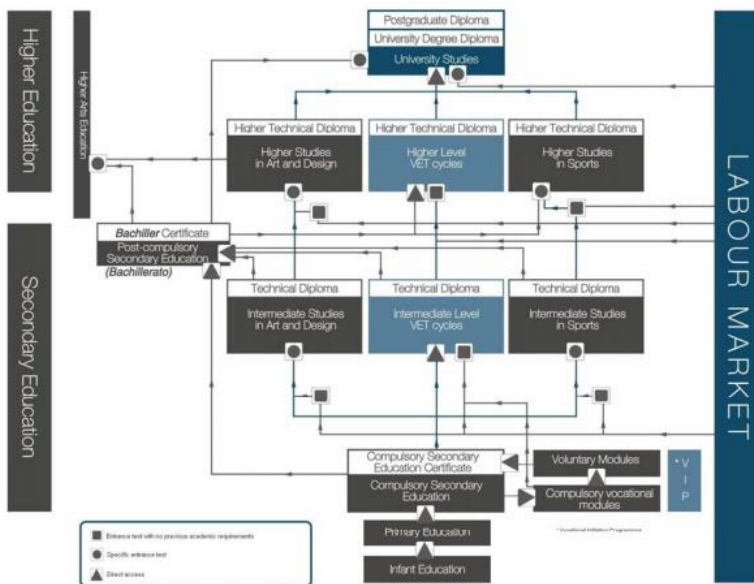 Postgraduate Diploma
University Degree Diploma
University Studies
Higher Education
Higher Arts Education
Higher Technical Diploma
Higher Studies
in Art and Design
Higher Technical Diploma
Higher Level
VET cycles
Higher Technical Diploma
Higher Studies
in Sports
LABOUR MARKET
Bachiller Certificate
Post-compulsory
Secondary Education
(Bachillerato)
Secondary Education
Technical Diploma
Intermediate Studies
in Art and Design
Technical Diploma
Intermediate Level
VET cycles
Technical Diploma
Intermediate Studies
in Sports
Compulsory Secondary
Education Certificate
Compulsory Secondary
Education
Voluntary Modules
Compulsory vocational
modules
* V
I
P
Primary Education
Infant Education
* Vocational Initiation Programmes
Entrance test with no previous academic requirements
Specific entrance test
Direct access